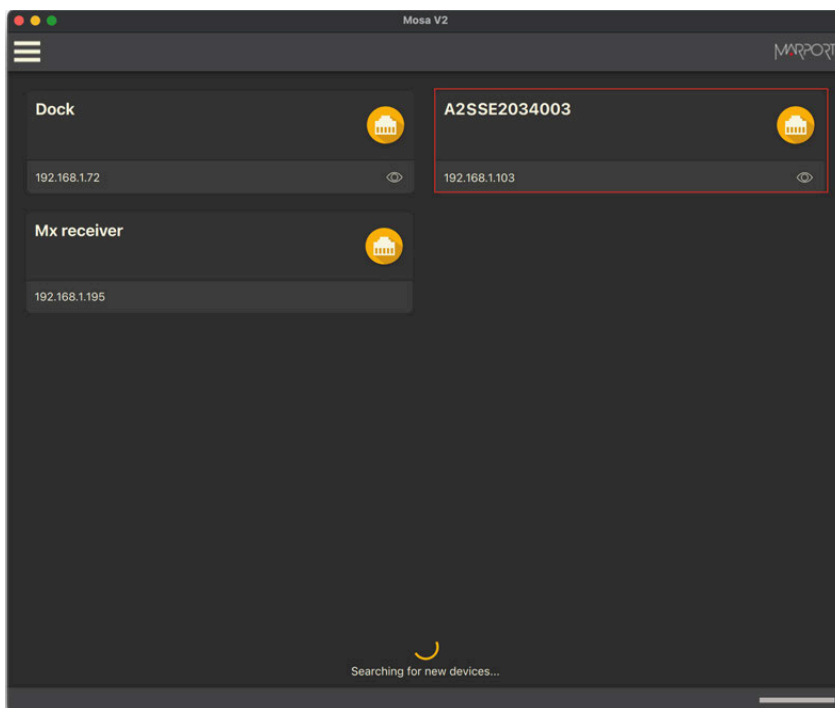 Mosa V2
MARPORT
Dock
192.168.1.72
A2SSE2034003
192.168.1.103
Mx receiver
192.168.1.195
Searching for new devices...